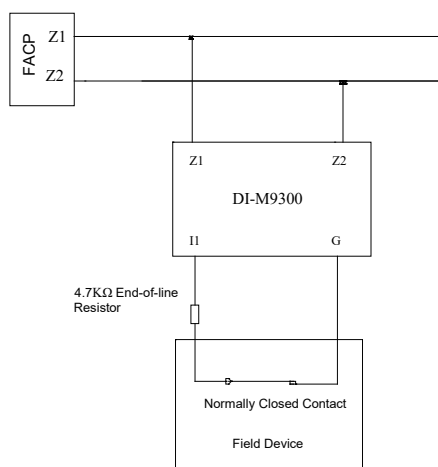 FACP
Z1
Z2
Z1
Z2
DI-M9300
I1
G
4.7KΩ End-of-line
Resistor
Normally Closed Contact
Field Device